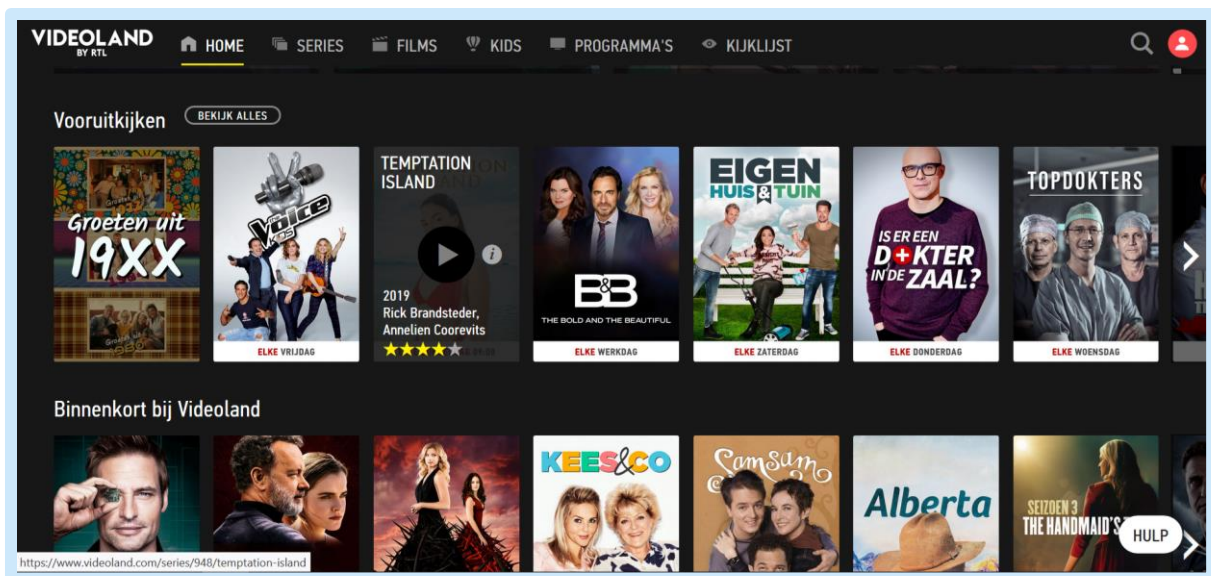 VIDEOLAND
BY RTL
HOME
SERIES
FILMS
KIDS
PROGRAMMA'S
KIJKLIJST
Vooruitkijken
BEKIJK ALLES
Groeten uit
19XX
the
Voice
KIDS
ELKE VRIJDAG
TEMPTATION
ISLAND
i
2019
Rick Brandsteder,
Annelien Coorevits
B&B
THE BOLD AND THE BEAUTIFUL
ELKE WERKDAG
EIGEN
HUIS & TUIN
ELKE ZATERDAG
IS ER EEN
D+KTER
IN DE ZAAL?
ELKE DONDERDAG
TOPDOKTERS
ELKE WOENSDAG
Binnenkort bij Videoland
KEES&CO
SamSam
Alberta
SEIZOEN 3
THE HANDMAID'S
HULP
https://www.videoland.com/series/948/temptation-island